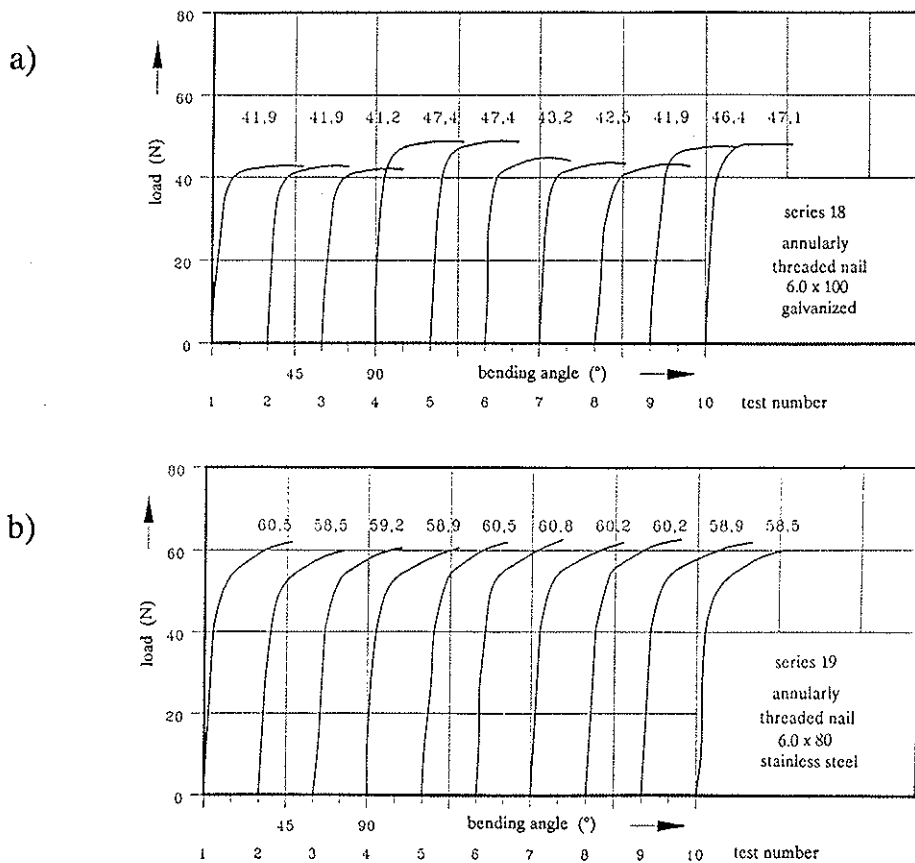 a)
80
60
40
20
0
load (N)
41,9 41,9 41,2 47,4 47,4 43,2 42,5 41,9 46,4 47,1
series 18
annularly
threaded nail
6.0 x 100
galvanized
45 90 bending angle (°)
1 2 3 4 5 6 7 8 9 10 test number
b)
80
60
40
20
0
load (N)
60,5 58,5 59,2 58,9 60,5 60,8 60,2 60,2 58,9 58,5
series 19
annularly
threaded nail
6.0 x 80
stainless steel
45 90 bending angle (°)
1 2 3 4 5 6 7 8 9 10 test number